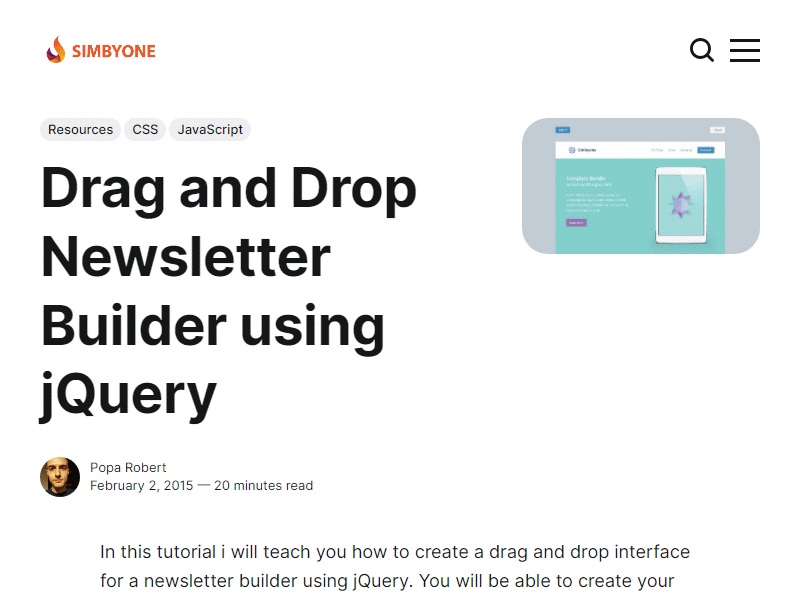 SIMBYONE
Resources CSS JavaScript
Drag and Drop
Newsletter
Builder using
jQuery
Popa Robert
February 2, 2015 — 20 minutes read
In this tutorial i will teach you how to create a drag and drop interface
for a newsletter builder using jQuery. You will be able to create your